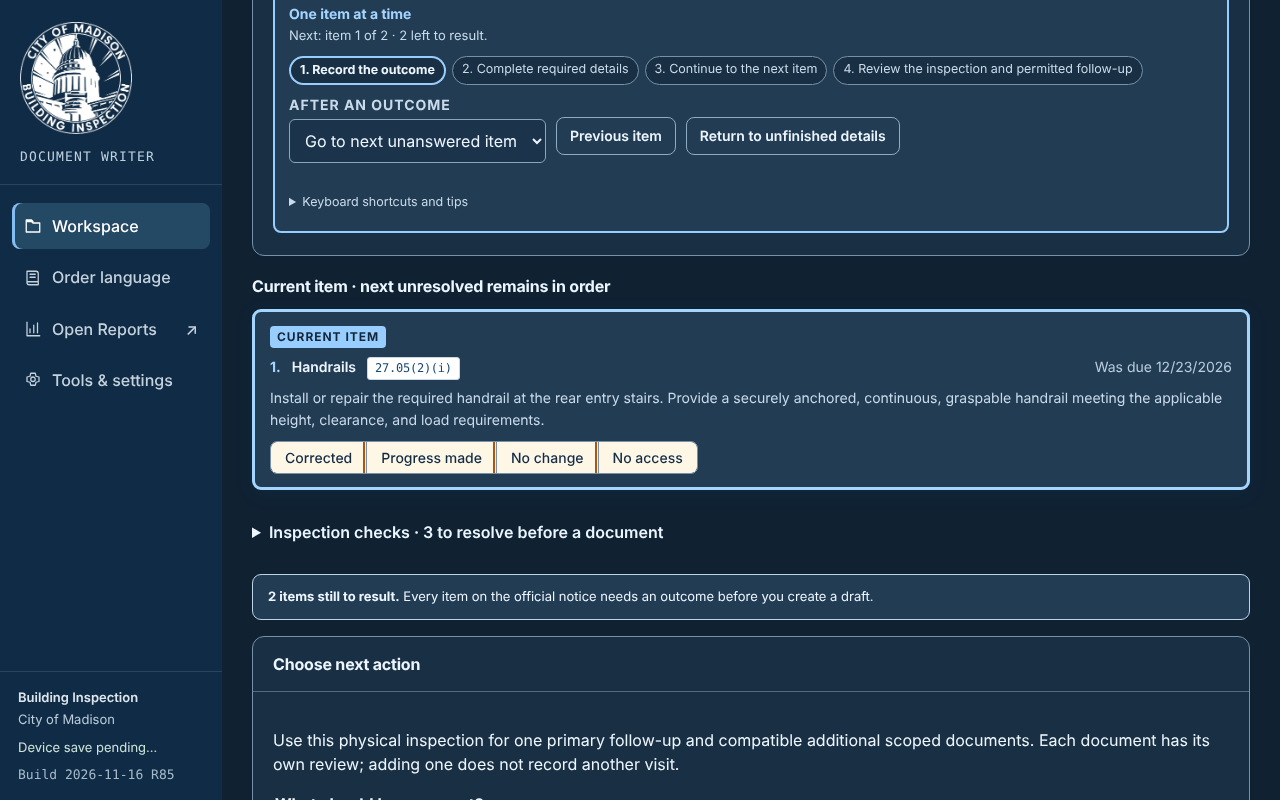 CITY OF MADISON
BUILDING INSPECTION
DOCUMENT WRITER
Workspace
Order language
Open Reports
Tools & settings
Building Inspection
City of Madison
Device save pending…
Build 2026-11-16 R85
One item at a time
Next: item 1 of 2 · 2 left to result.
1. Record the outcome
2. Complete required details
3. Continue to the next item
4. Review the inspection and permitted follow-up
AFTER AN OUTCOME
Go to next unanswered item
Previous item
Return to unfinished details
Keyboard shortcuts and tips
Current item · next unresolved remains in order
CURRENT ITEM
1. Handrails 27.05(2)(i) Was due 12/23/2026
Install or repair the required handrail at the rear entry stairs. Provide a securely anchored, continuous, graspable handrail meeting the applicable
height, clearance, and load requirements.
Corrected
Progress made
No change
No access
Inspection checks · 3 to resolve before a document
2 items still to result. Every item on the official notice needs an outcome before you create a draft.
Choose next action
Use this physical inspection for one primary follow-up and compatible additional scoped documents. Each document has its
own review; adding one does not record another visit.